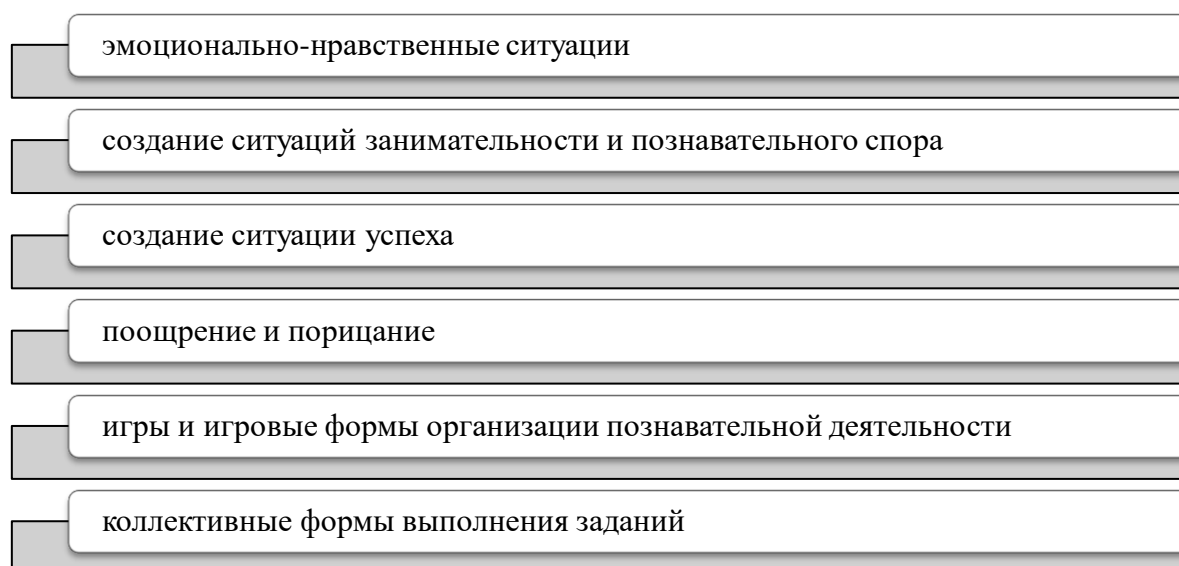 эмоционально-нравственные ситуации
создание ситуаций занимательности и познавательного спора
создание ситуации успеха
поощрение и порицание
игры и игровые формы организации познавательной деятельности
коллективные формы выполнения заданий